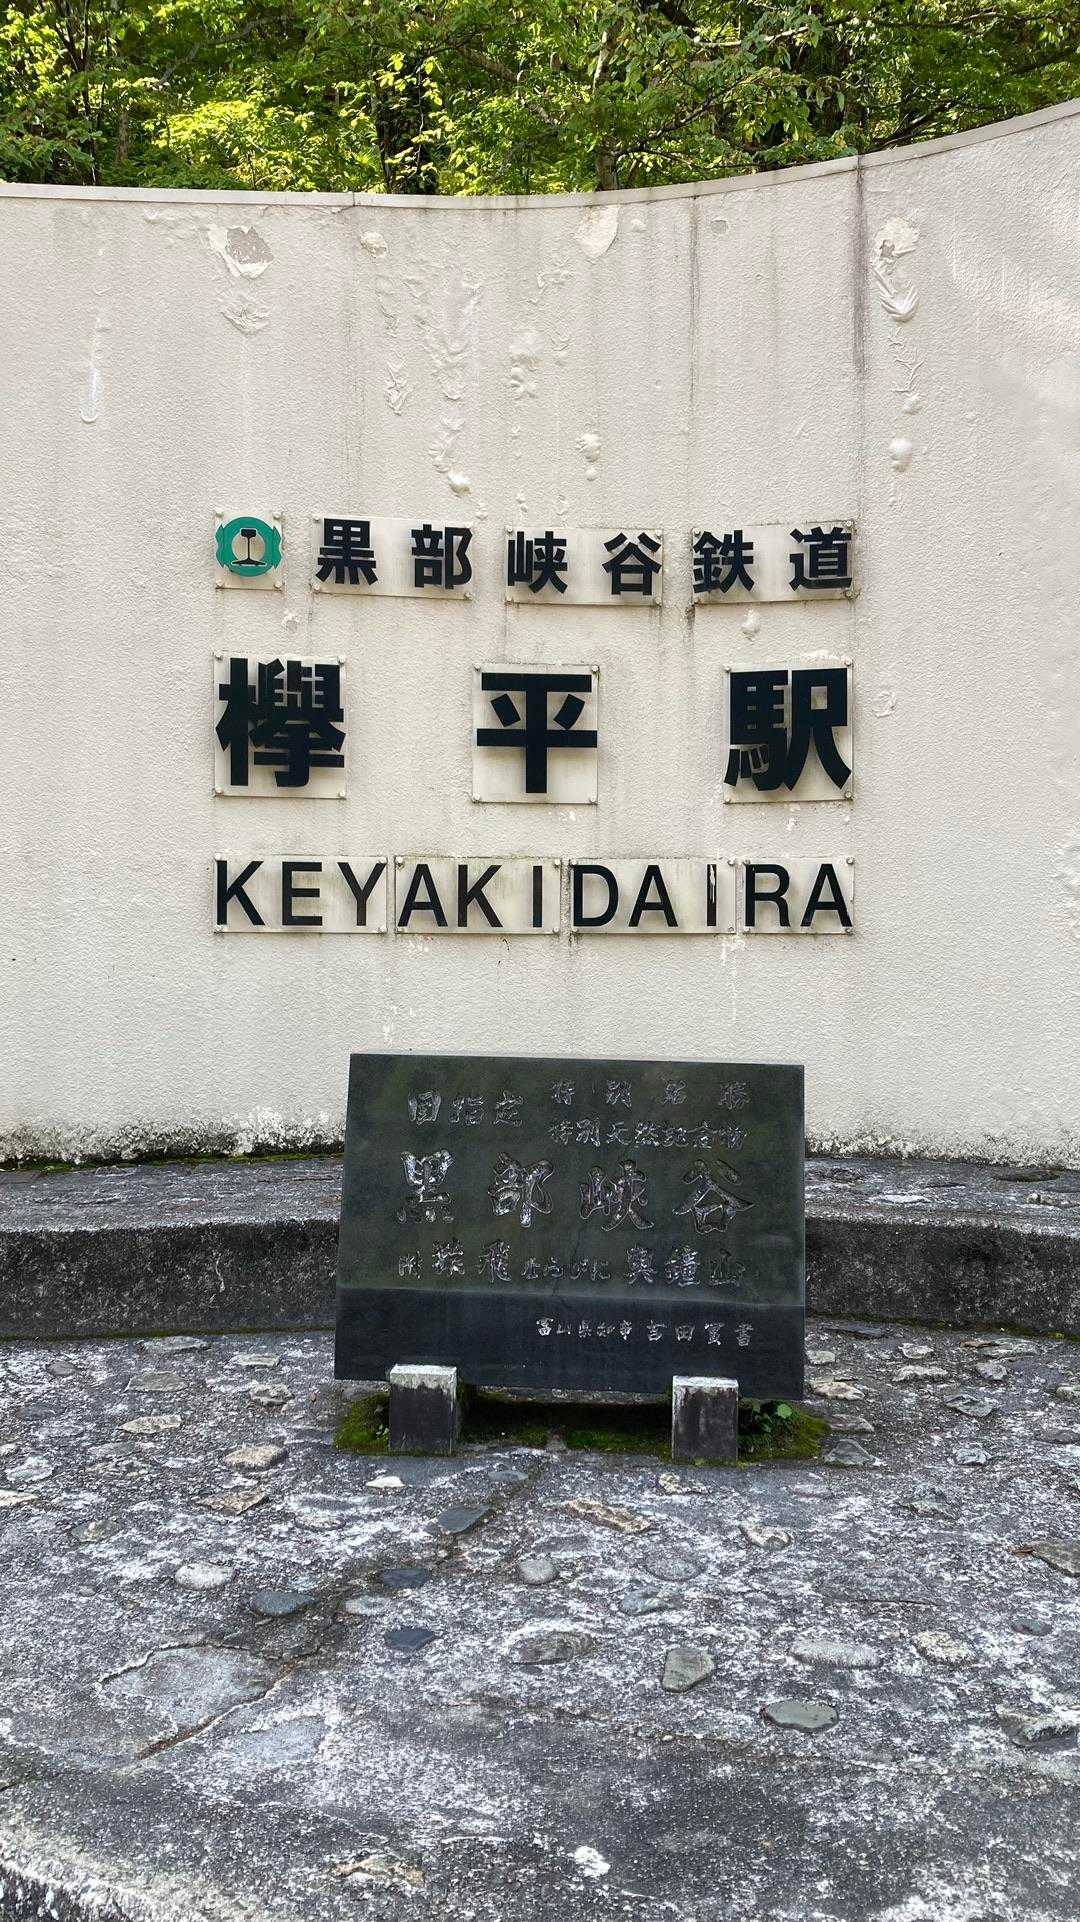 黒部峡谷鉄道
欅平駅
KEYAKIDAIRA
国指定 特別名勝
特別天然記念物
黒部峡谷
附猿飛ならびに奥鐘山
富山県知事 吉田實書